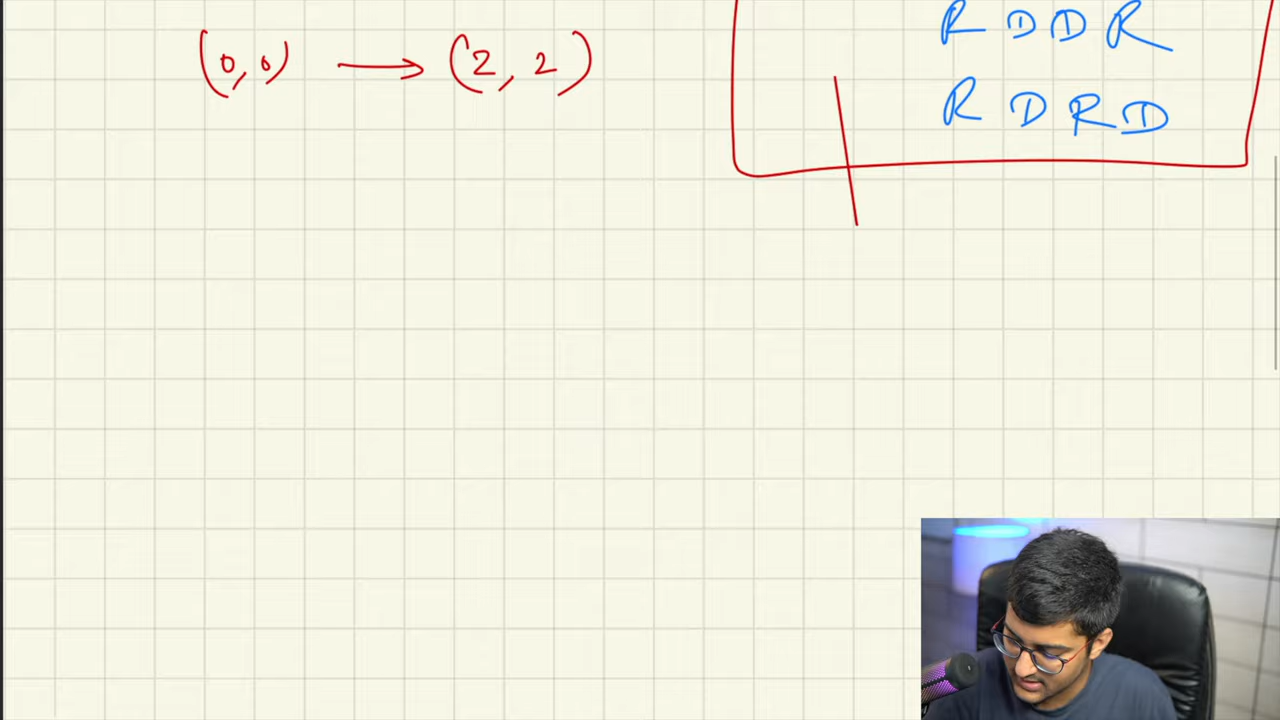 (0,0) → (2,2)
R D D R
R D R D